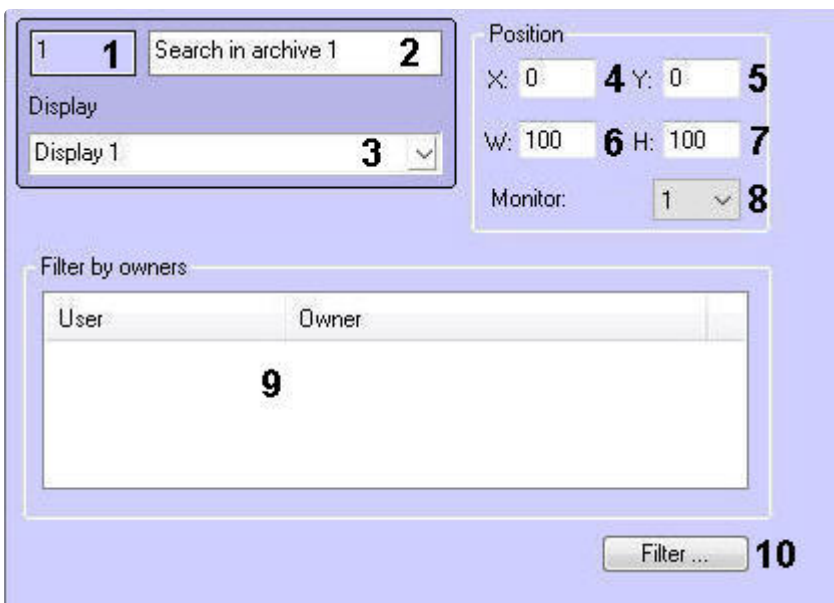 1 1 Search in archive 1 2
Display
Display 1 3
Position
X: 0 4 Y: 0 5
W: 100 6 H: 100 7
Monitor: 1 8
Filter by owners
User Owner
9
Filter ... 10